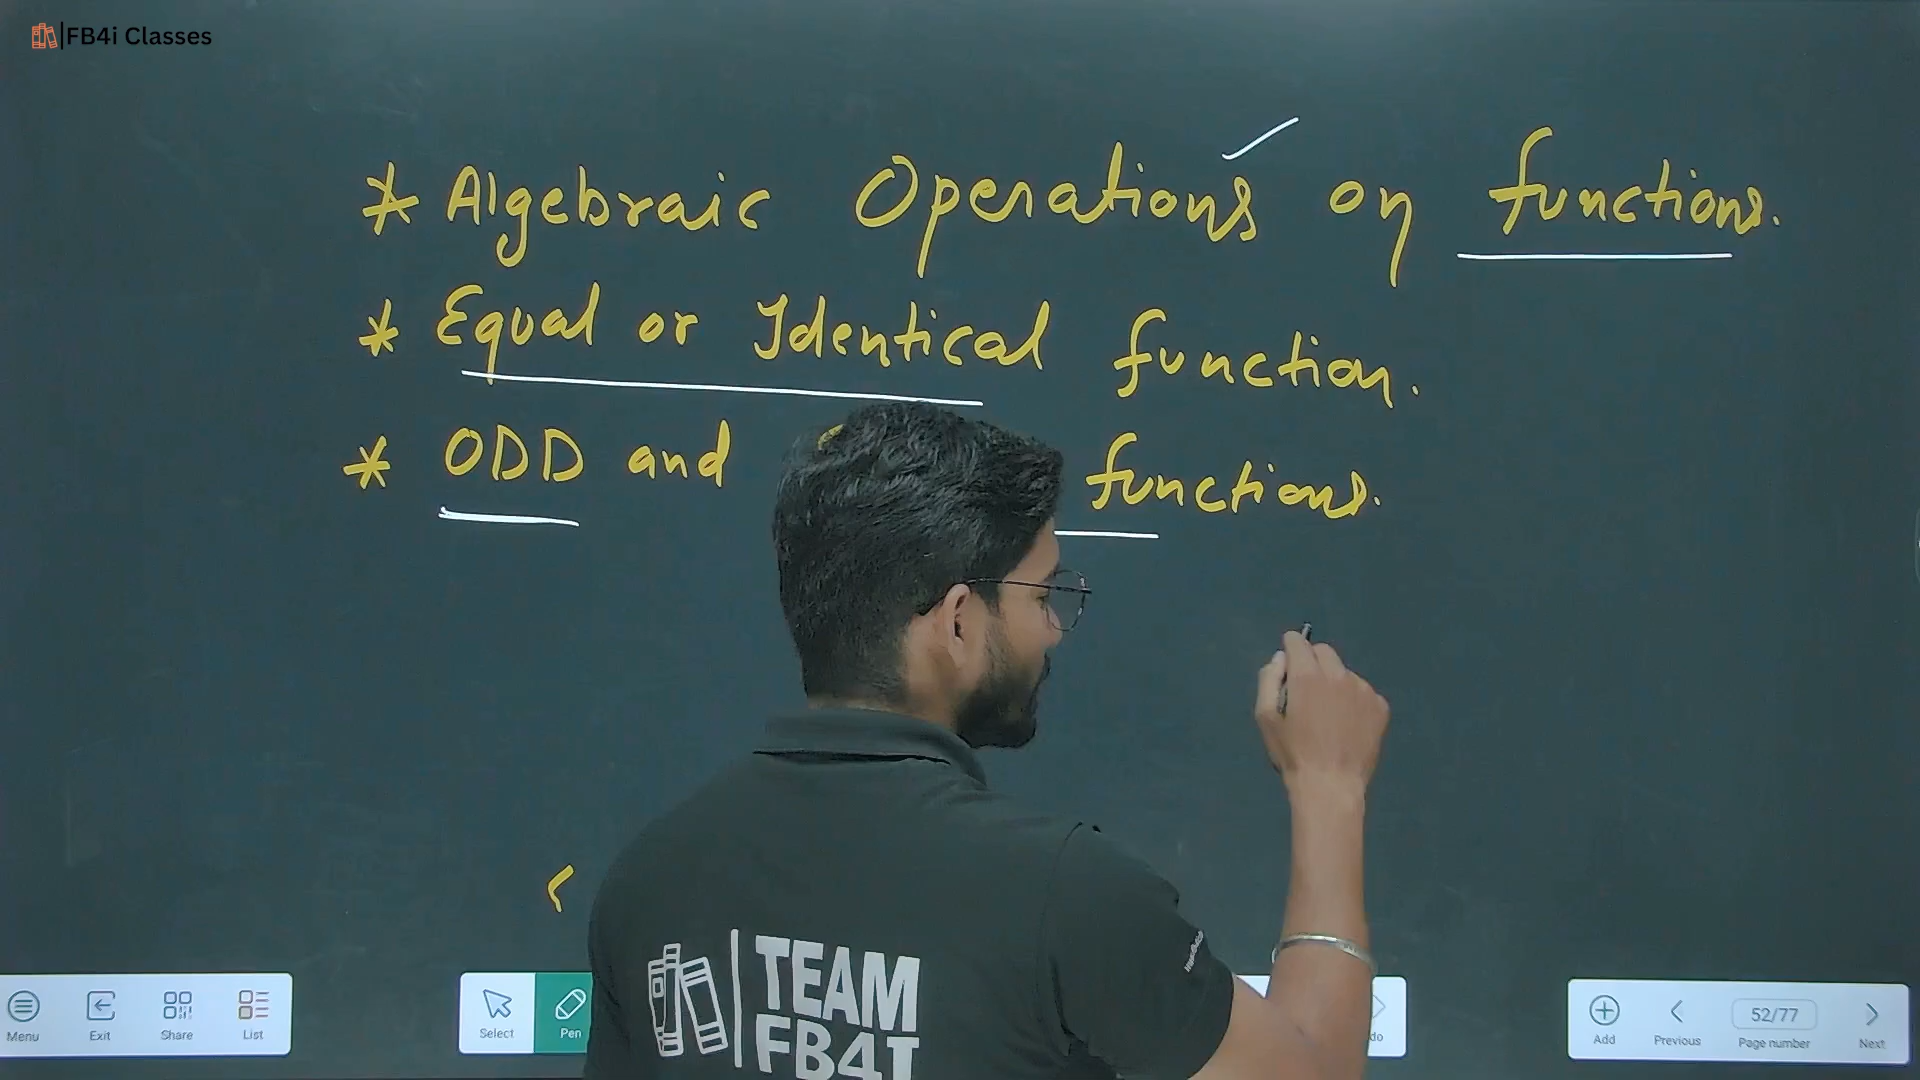 FB4i Classes
* Algebraic Operations on functions.
* Equal or Identical function.
* ODD and functions.
TEAM
FB4I
Menu Exit Share List Select Pen do Add Previous 52/77 Page number Next